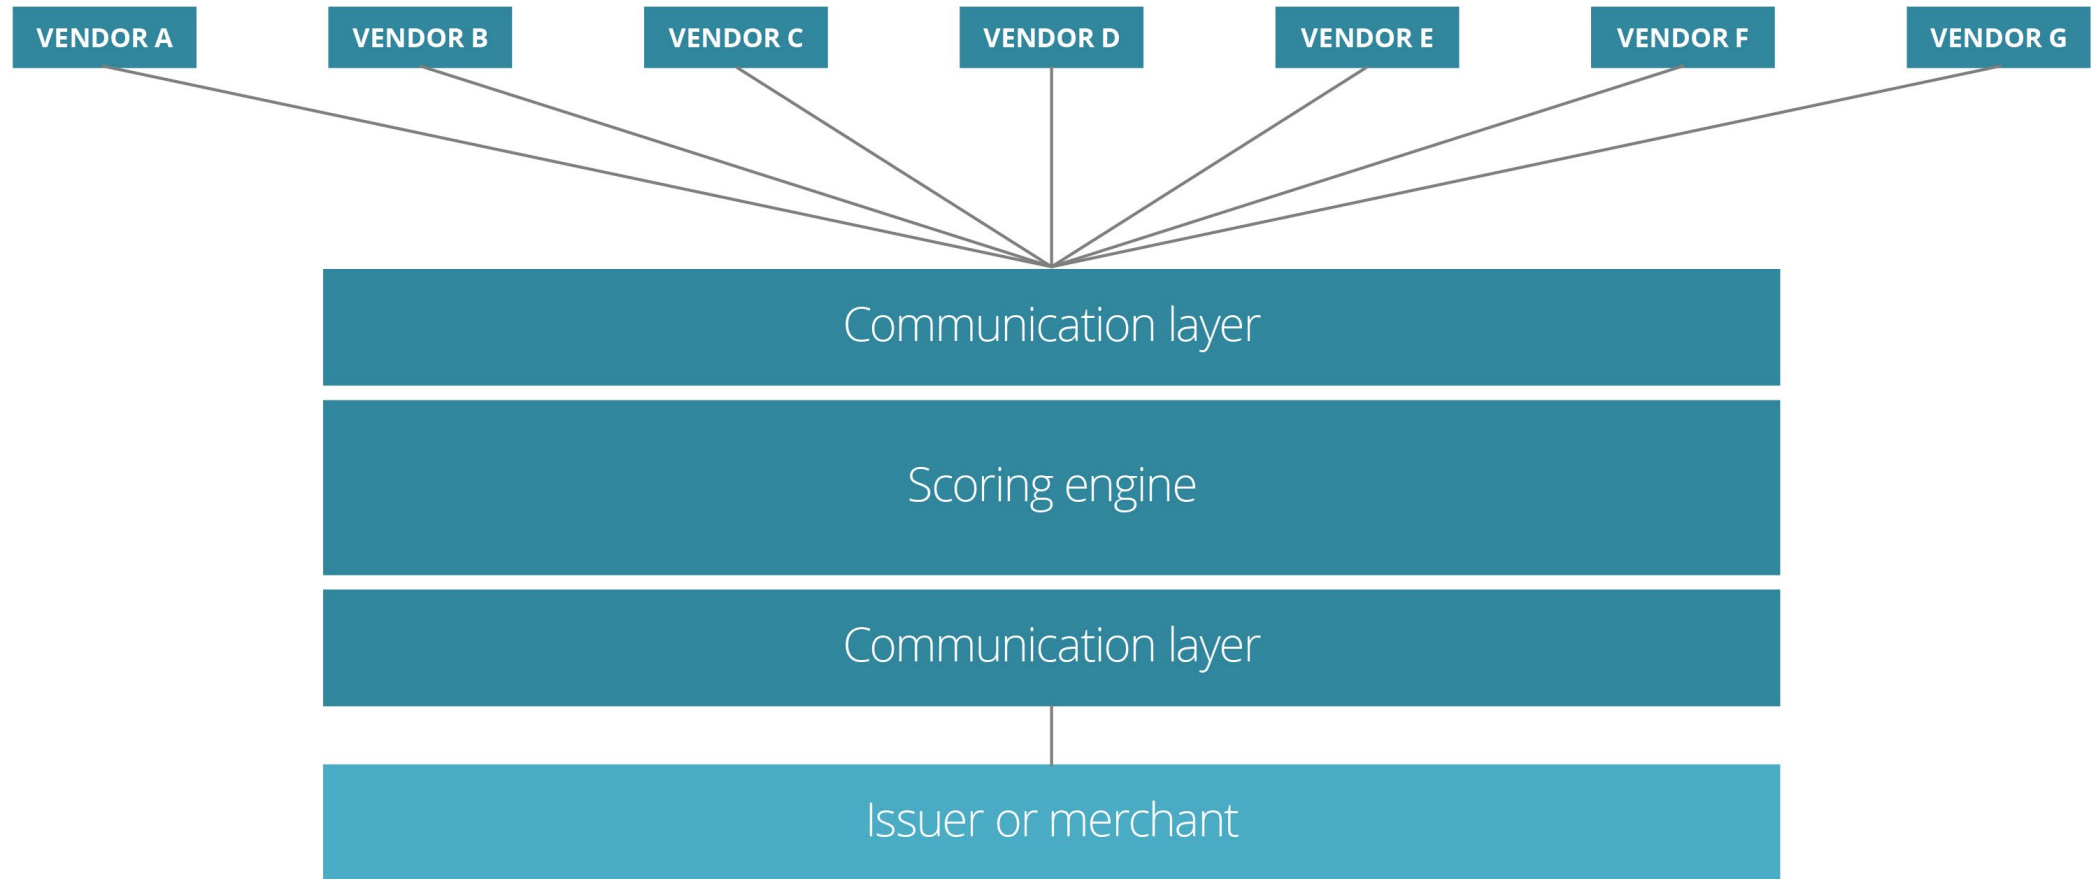 VENDOR A
VENDOR B
VENDOR C
VENDOR D
VENDOR E
VENDOR F
VENDOR G
Communication layer
Scoring engine
Communication layer
Issuer or merchant